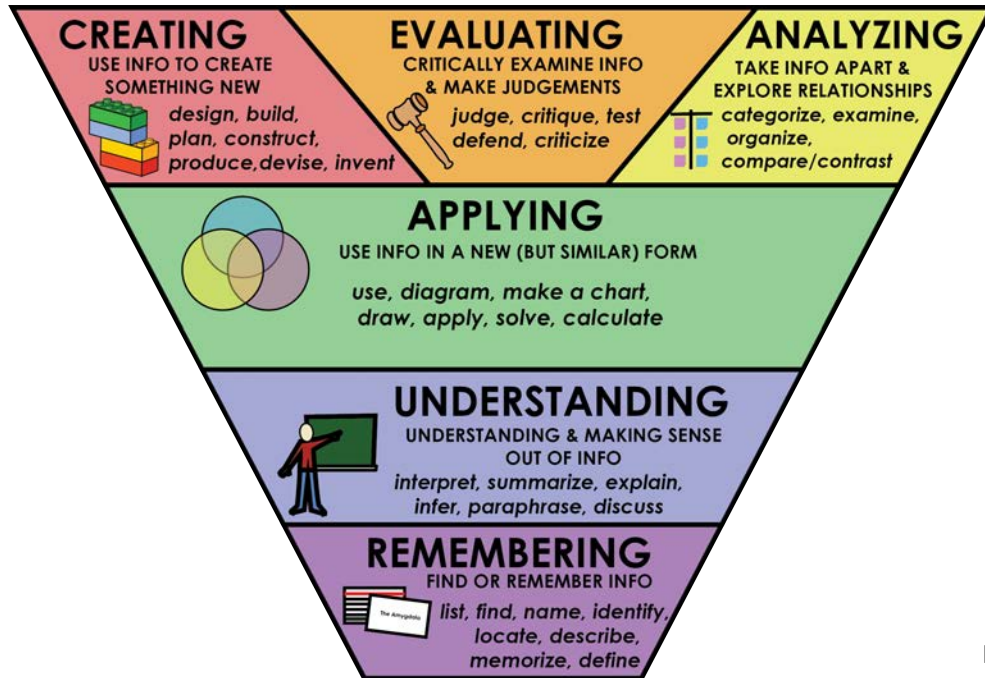 CREATING
USE INFO TO CREATE
SOMETHING NEW
design, build,
plan, construct,
produce,devise, invent
EVALUATING
CRITICALLY EXAMINE INFO
& MAKE JUDGEMENTS
judge, critique, test
defend, criticize
ANALYZING
TAKE INFO APART &
EXPLORE RELATIONSHIPS
categorize, examine,
organize,
compare/contrast
APPLYING
USE INFO IN A NEW (BUT SIMILAR) FORM
use, diagram, make a chart,
draw, apply, solve, calculate
UNDERSTANDING
UNDERSTANDING & MAKING SENSE
OUT OF INFO
interpret, summarize, explain,
infer, paraphrase, discuss
REMEMBERING
FIND OR REMEMBER INFO
The Amygdala
list, find, name, identify,
locate, describe,
memorize, define